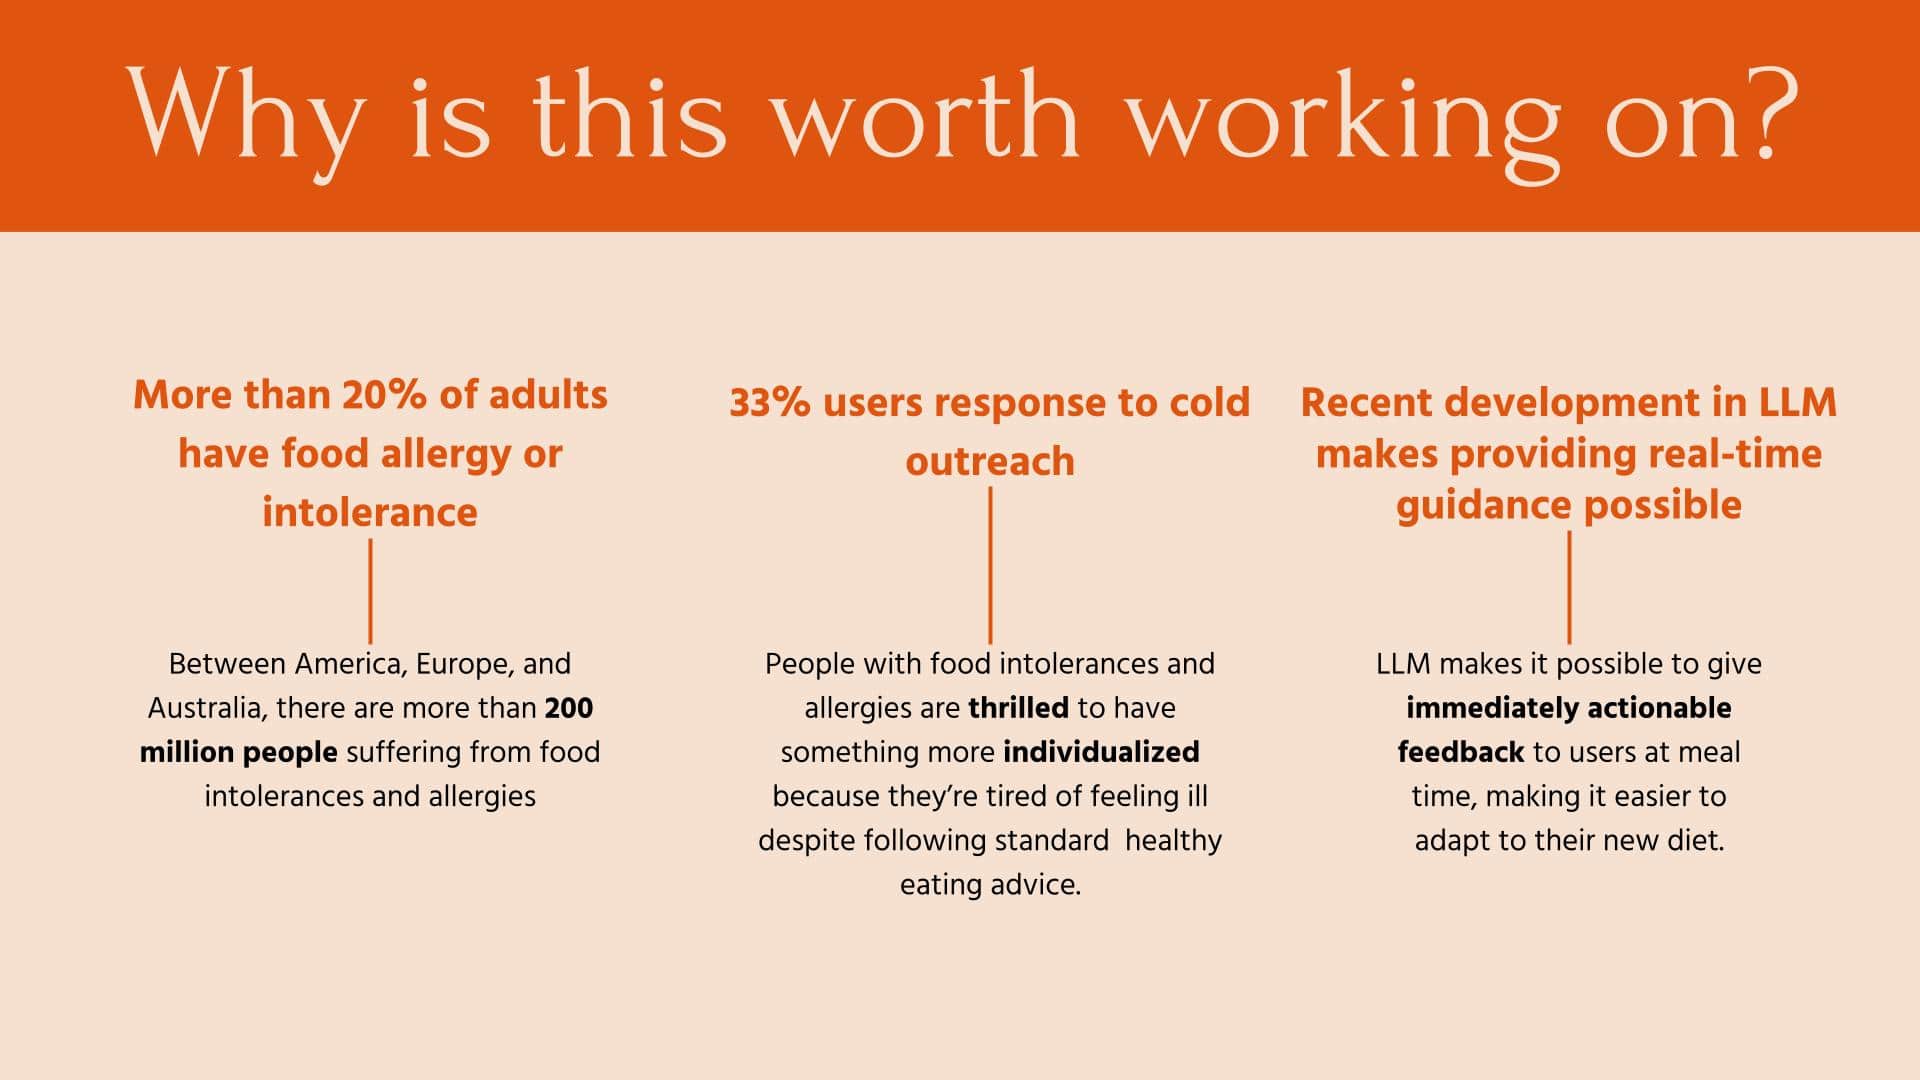 Why is this worth working on?
More than 20% of adults
have food allergy or
intolerance
Between America, Europe, and
Australia, there are more than 200
million people suffering from food
intolerances and allergies
33% users response to cold
outreach
People with food intolerances and
allergies are thrilled to have
something more individualized
because they’re tired of feeling ill
despite following standard  healthy
eating advice.
Recent development in LLM
makes providing real-time
guidance possible
LLM makes it possible to give
immediately actionable
feedback to users at meal
time, making it easier to
adapt to their new diet.